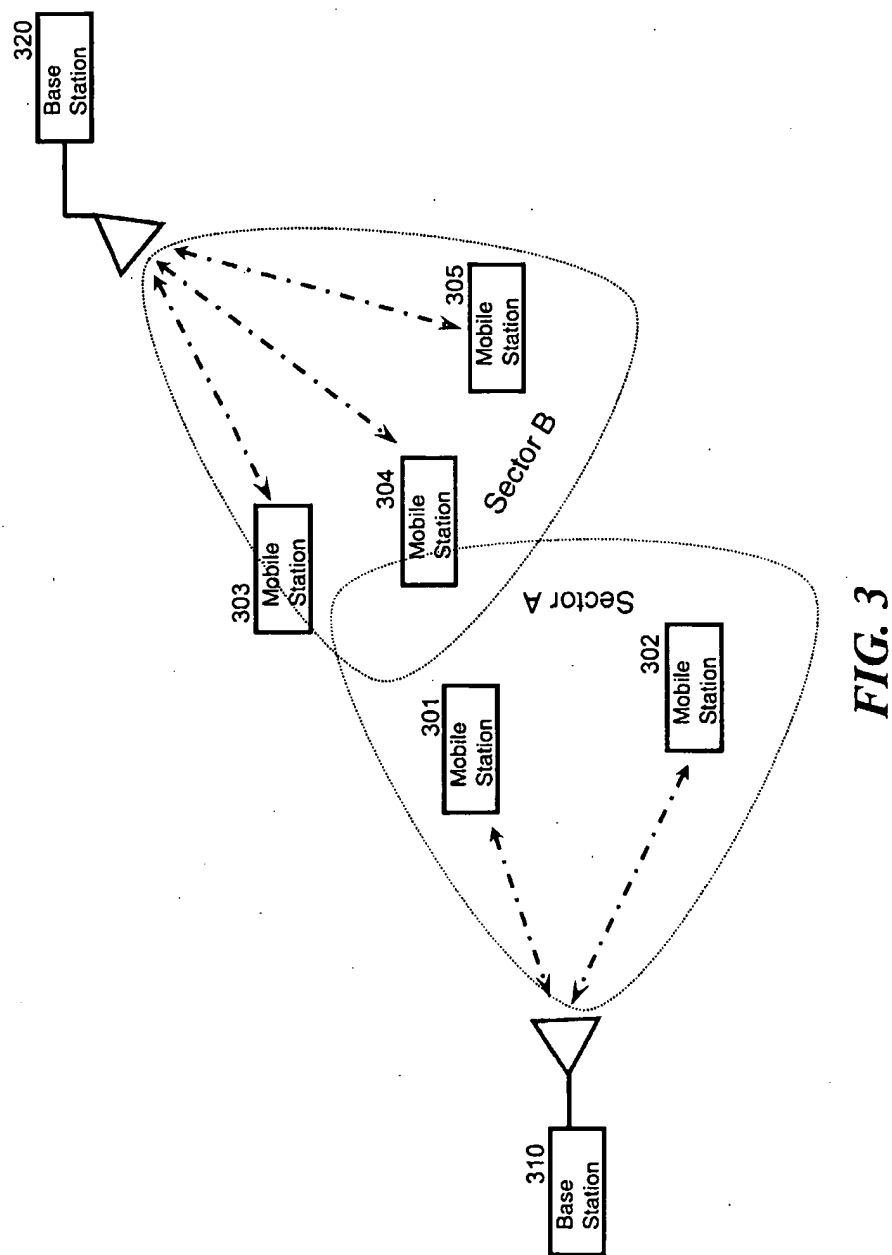 320
Base
Station
305
Mobile
Station
304
Mobile
Station
Sector B
303
Mobile
Station
Sector A
301
Mobile
Station
302
Mobile
Station
310
Base
Station
FIG. 3